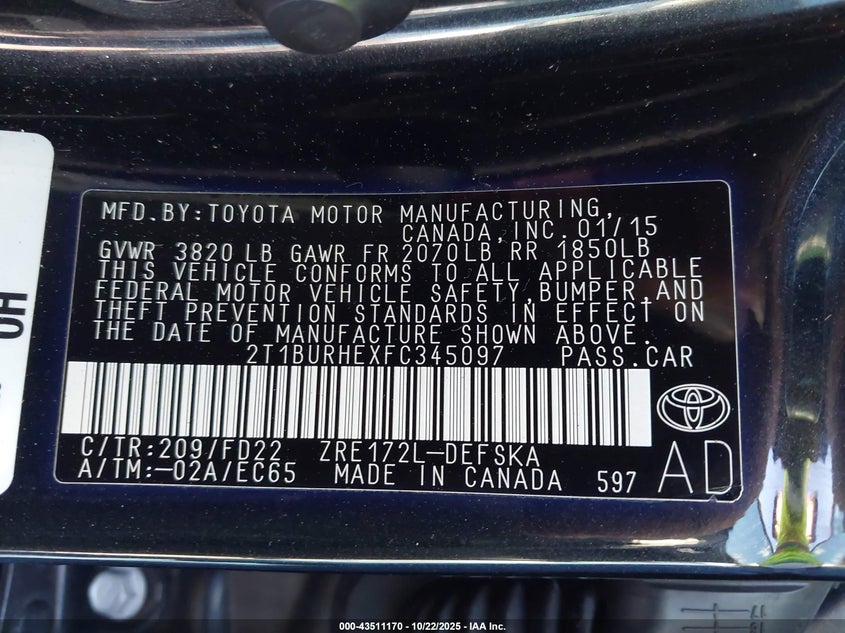 MFD.BY:TOYOTA MOTOR MANUFACTURING,
CANADA,INC.01/15
GVWR 3820 LB GAWR FR 2070LB RR 1850LB
THIS VEHICLE CONFORMS TO ALL APPLICABLE
FEDERAL MOTOR VEHICLE SAFETY,BUMPER,AND
THEFT PREVENTION STANDARDS IN EFFECT ON
THE DATE OF MANUFACTURE SHOWN ABOVE.
2T1BURHEXFC345097 PASS.CAR
C/TR:209/FD22 ZRE172L-DEFSKA
A/TM:-02A/EC65 MADE IN CANADA 597
AD
HO
000-43511170 - 10/22/2025 - IAA Inc.